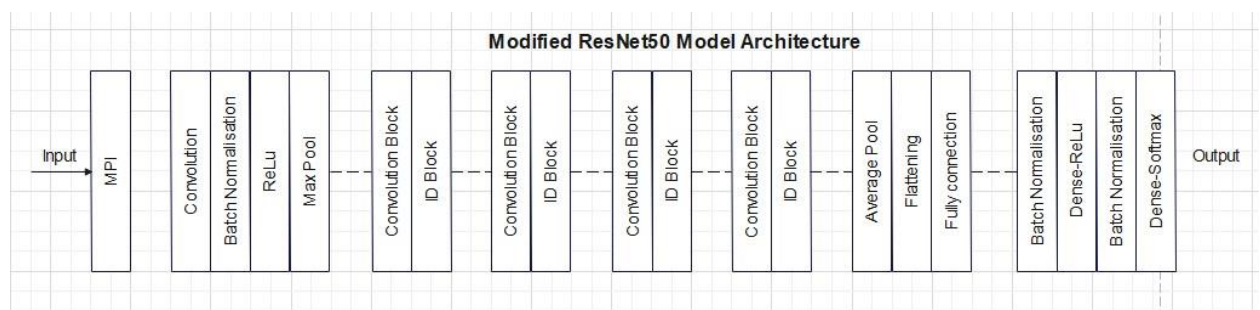 Modified ResNet50 Model Architecture
Input
MPI
Convolution
Batch Normalisation
ReLu
Max Pool
Convolution Block
ID Block
Convolution Block
ID Block
Convolution Block
ID Block
Convolution Block
ID Block
Average Pool
Flattening
Fully connection
Batch Normalisation
Dense-ReLu
Batch Normalisation
Dense-Softmax
Output